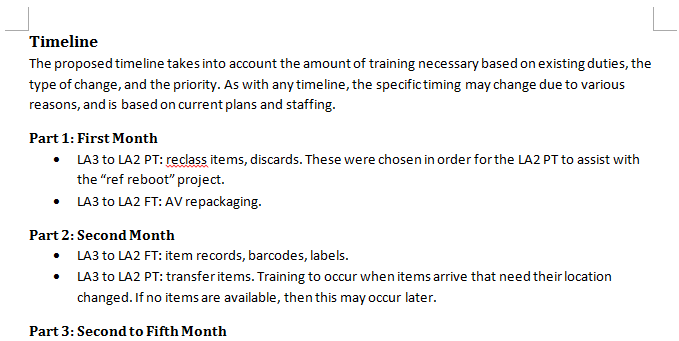 Timeline
The proposed timeline takes into account the amount of training necessary based on existing duties, the
type of change, and the priority. As with any timeline, the specific timing may change due to various
reasons, and is based on current plans and staffing.
Part 1: First Month
• LA3 to LA2 PT: reclass items, discards. These were chosen in order for the LA2 PT to assist with
the “ref reboot” project.
• LA3 to LA2 FT: AV repackaging.
Part 2: Second Month
• LA3 to LA2 FT: item records, barcodes, labels.
• LA3 to LA2 PT: transfer items. Training to occur when items arrive that need their location
changed. If no items are available, then this may occur later.
Part 3: Second to Fifth Month